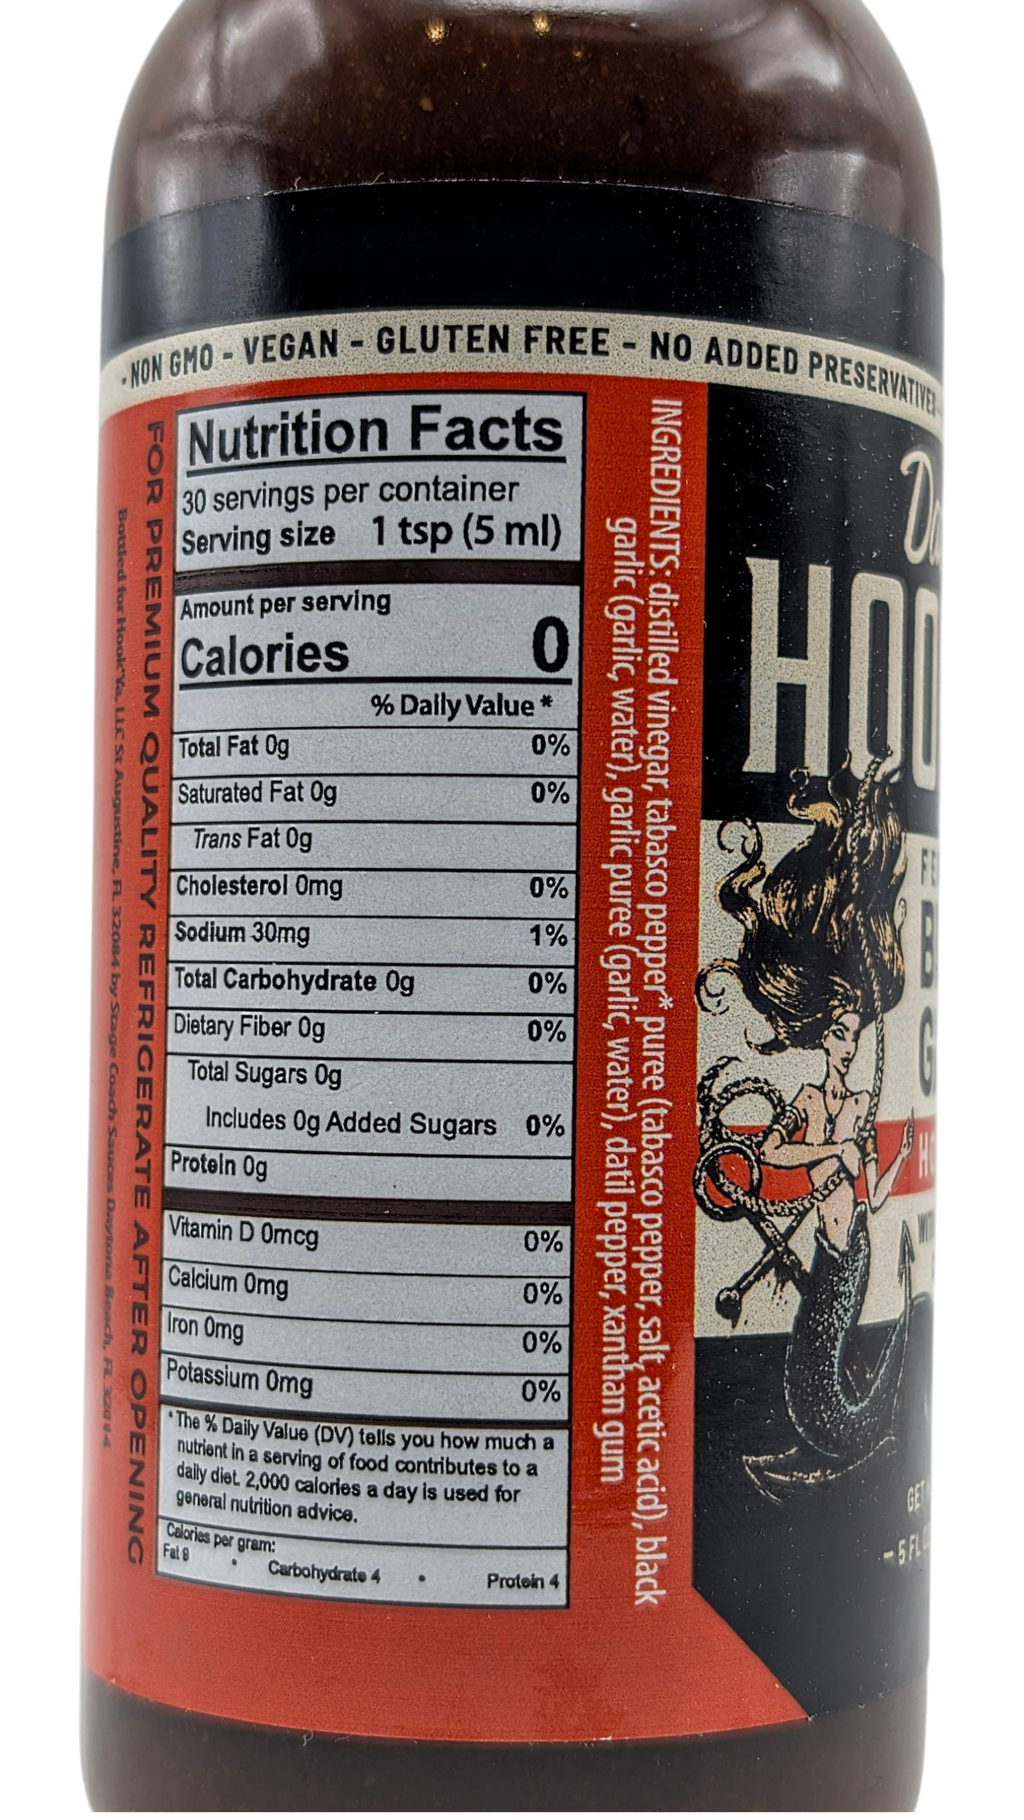 -NON GMO - VEGAN - GLUTEN FREE - NO ADDED PRESERVATIVES-
FOR PREMIUM QUALITY REFRIGERATE AFTER OPENING
Bottled for Hook'Ya, LLC St Augustine, FL 32084 by Stage Coach Sauces Daytona Beach, FL 32114
Nutrition Facts
30 servings per container
Serving size 1 tsp (5 ml)
Amount per serving
Calories 0
% Daily Value *
Total Fat 0g 0%
Saturated Fat 0g 0%
Trans Fat 0g
Cholesterol 0mg 0%
Sodium 30mg 1%
Total Carbohydrate 0g 0%
Dietary Fiber 0g 0%
Total Sugars 0g
Includes 0g Added Sugars 0%
Protein 0g
Vitamin D 0mcg 0%
Calcium 0mg 0%
Iron 0mg 0%
Potassium 0mg 0%
*The % Daily Value (DV) tells you how much a
nutrient in a serving of food contributes to a
daily diet. 2,000 calories a day is used for
general nutrition advice.
Calories per gram:
Fat 9 • Carbohydrate 4 • Protein 4
INGREDIENTS: distilled vinegar, tabasco pepper* puree (tabasco pepper, salt, acetic acid), black
garlic (garlic, water), garlic puree (garlic, water), datil pepper, xanthan gum
Da
HOO
B
G
GET
- 5 FL